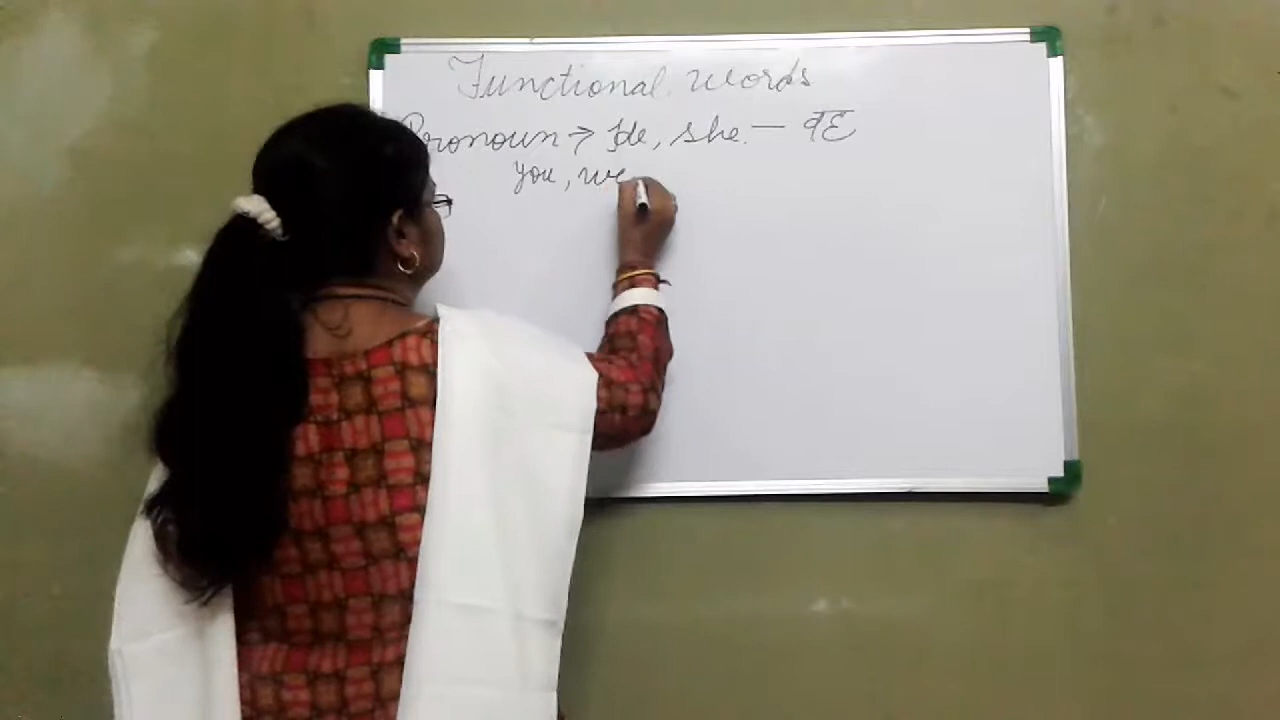 Functional words
Pronoun → He, she. — वह
You, we